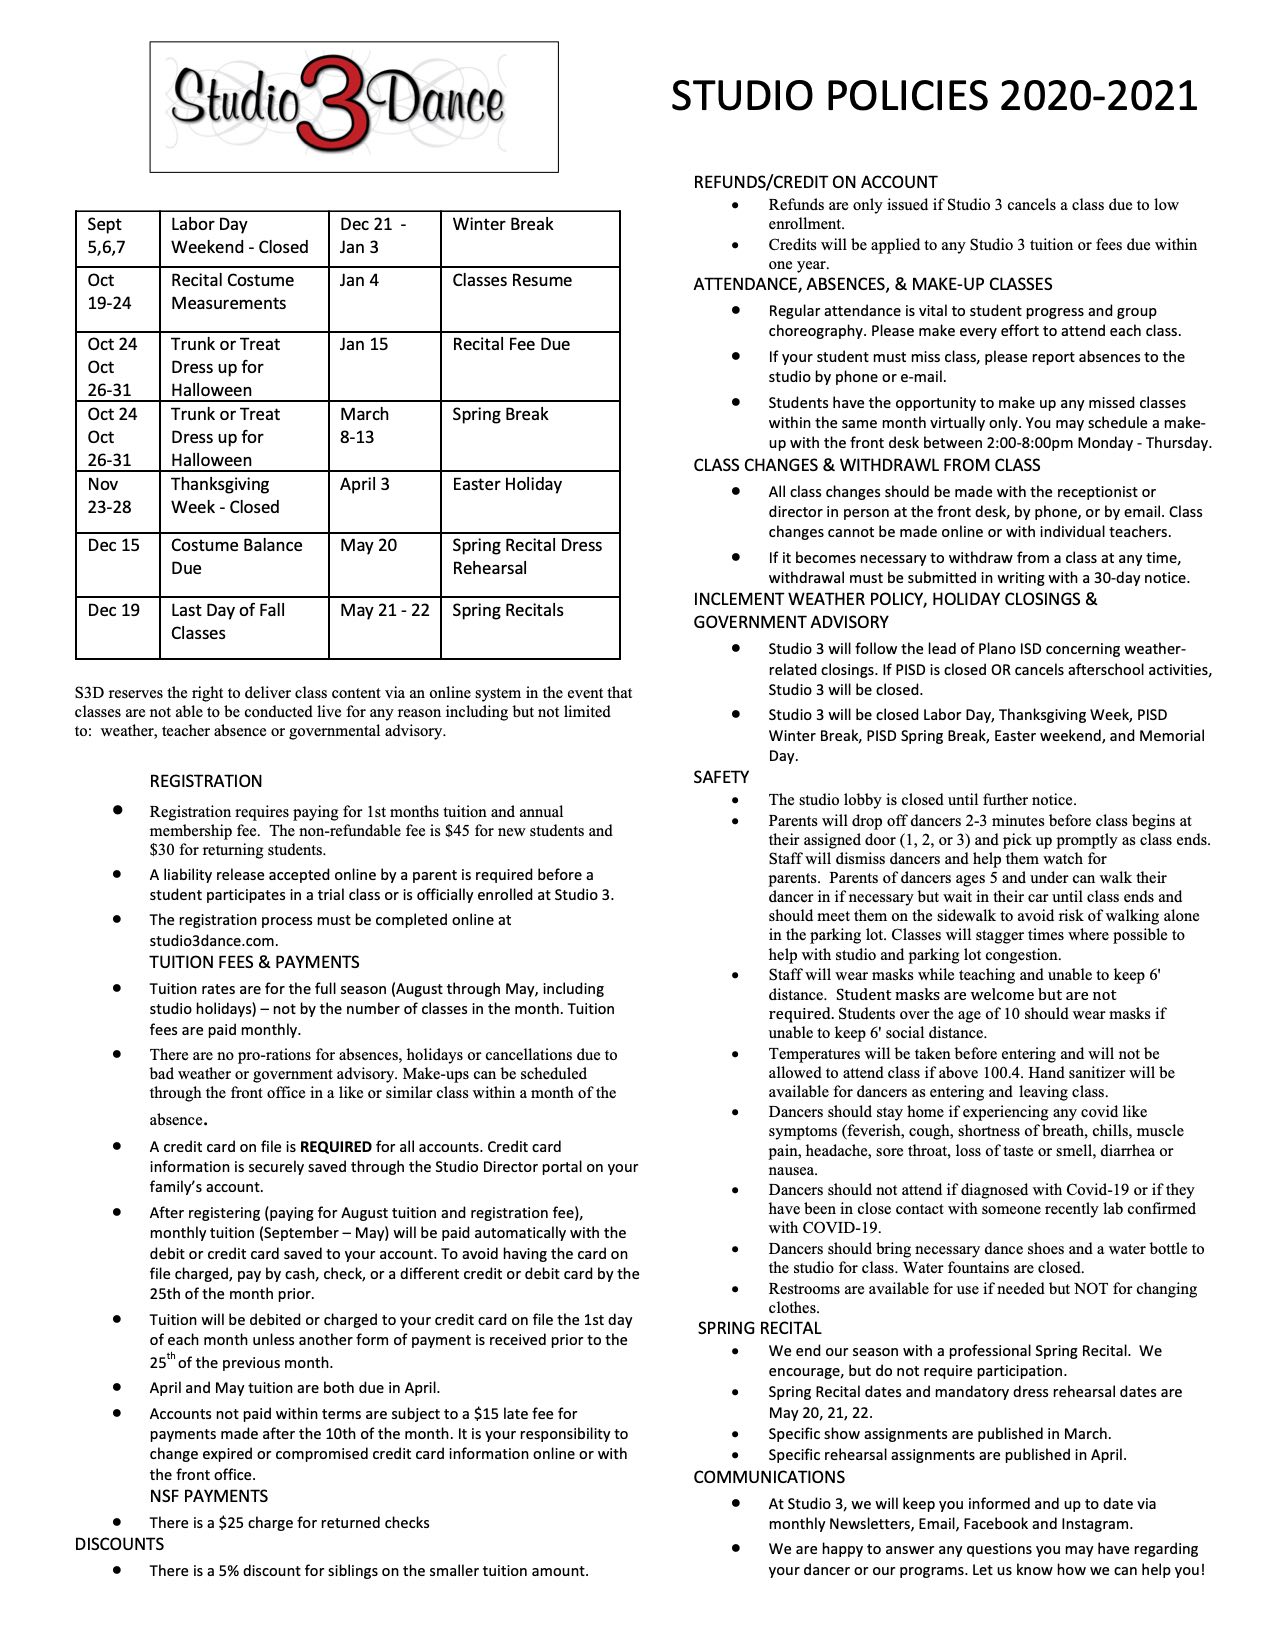 Studio 3 Dance
STUDIO POLICIES 2020-2021
Sept
5,6,7
Labor Day
Weekend - Closed
Dec 21 -
Jan 3
Winter Break
Oct
19-24
Recital Costume
Measurements
Jan 4
Classes Resume
Oct 24
Oct
26-31
Trunk or Treat
Dress up for
Halloween
Jan 15
Recital Fee Due
Oct 24
Oct
26-31
Trunk or Treat
Dress up for
Halloween
March
8-13
Spring Break
Nov
23-28
Thanksgiving
Week - Closed
April 3
Easter Holiday
Dec 15
Costume Balance
Due
May 20
Spring Recital Dress
Rehearsal
Dec 19
Last Day of Fall
Classes
May 21 - 22
Spring Recitals
S3D reserves the right to deliver class content via an online system in the event that
classes are not able to be conducted live for any reason including but not limited
to:  weather, teacher absence or governmental advisory.
REGISTRATION
● Registration requires paying for 1st months tuition and annual
membership fee.  The non-refundable fee is $45 for new students and
$30 for returning students.
● A liability release accepted online by a parent is required before a
student participates in a trial class or is officially enrolled at Studio 3.
● The registration process must be completed online at
studio3dance.com.
TUITION FEES & PAYMENTS
● Tuition rates are for the full season (August through May, including
studio holidays) – not by the number of classes in the month. Tuition
fees are paid monthly.
● There are no pro-rations for absences, holidays or cancellations due to
bad weather or government advisory. Make-ups can be scheduled
through the front office in a like or similar class within a month of the
absence.
● A credit card on file is REQUIRED for all accounts. Credit card
information is securely saved through the Studio Director portal on your
family’s account.
● After registering (paying for August tuition and registration fee),
monthly tuition (September – May) will be paid automatically with the
debit or credit card saved to your account. To avoid having the card on
file charged, pay by cash, check, or a different credit or debit card by the
25th of the month prior.
● Tuition will be debited or charged to your credit card on file the 1st day
of each month unless another form of payment is received prior to the
25th of the previous month.
● April and May tuition are both due in April.
● Accounts not paid within terms are subject to a $15 late fee for
payments made after the 10th of the month. It is your responsibility to
change expired or compromised credit card information online or with
the front office.
NSF PAYMENTS
● There is a $25 charge for returned checks
DISCOUNTS
● There is a 5% discount for siblings on the smaller tuition amount.
REFUNDS/CREDIT ON ACCOUNT
• Refunds are only issued if Studio 3 cancels a class due to low
enrollment.
• Credits will be applied to any Studio 3 tuition or fees due within
one year.
ATTENDANCE, ABSENCES, & MAKE-UP CLASSES
● Regular attendance is vital to student progress and group
choreography. Please make every effort to attend each class.
● If your student must miss class, please report absences to the
studio by phone or e-mail.
● Students have the opportunity to make up any missed classes
within the same month virtually only. You may schedule a make-
up with the front desk between 2:00-8:00pm Monday - Thursday.
CLASS CHANGES & WITHDRAWL FROM CLASS
● All class changes should be made with the receptionist or
director in person at the front desk, by phone, or by email. Class
changes cannot be made online or with individual teachers.
● If it becomes necessary to withdraw from a class at any time,
withdrawal must be submitted in writing with a 30-day notice.
INCLEMENT WEATHER POLICY, HOLIDAY CLOSINGS &
GOVERNMENT ADVISORY
● Studio 3 will follow the lead of Plano ISD concerning weather-
related closings. If PISD is closed OR cancels afterschool activities,
Studio 3 will be closed.
● Studio 3 will be closed Labor Day, Thanksgiving Week, PISD
Winter Break, PISD Spring Break, Easter weekend, and Memorial
Day.
SAFETY
• The studio lobby is closed until further notice.
• Parents will drop off dancers 2-3 minutes before class begins at
their assigned door (1, 2, or 3) and pick up promptly as class ends.
Staff will dismiss dancers and help them watch for
parents.  Parents of dancers ages 5 and under can walk their
dancer in if necessary but wait in their car until class ends and
should meet them on the sidewalk to avoid risk of walking alone
in the parking lot. Classes will stagger times where possible to
help with studio and parking lot congestion.
• Staff will wear masks while teaching and unable to keep 6'
distance.  Student masks are welcome but are not
required. Students over the age of 10 should wear masks if
unable to keep 6' social distance.
• Temperatures will be taken before entering and will not be
allowed to attend class if above 100.4. Hand sanitizer will be
available for dancers as entering and leaving class.
• Dancers should stay home if experiencing any covid like
symptoms (feverish, cough, shortness of breath, chills, muscle
pain, headache, sore throat, loss of taste or smell, diarrhea or
nausea.
• Dancers should not attend if diagnosed with Covid-19 or if they
have been in close contact with someone recently lab confirmed
with COVID-19.
• Dancers should bring necessary dance shoes and a water bottle to
the studio for class. Water fountains are closed.
• Restrooms are available for use if needed but NOT for changing
clothes.
SPRING RECITAL
• We end our season with a professional Spring Recital.  We
encourage, but do not require participation.
• Spring Recital dates and mandatory dress rehearsal dates are
May 20, 21, 22.
• Specific show assignments are published in March.
• Specific rehearsal assignments are published in April.
COMMUNICATIONS
● At Studio 3, we will keep you informed and up to date via
monthly Newsletters, Email, Facebook and Instagram.
● We are happy to answer any questions you may have regarding
your dancer or our programs. Let us know how we can help you!